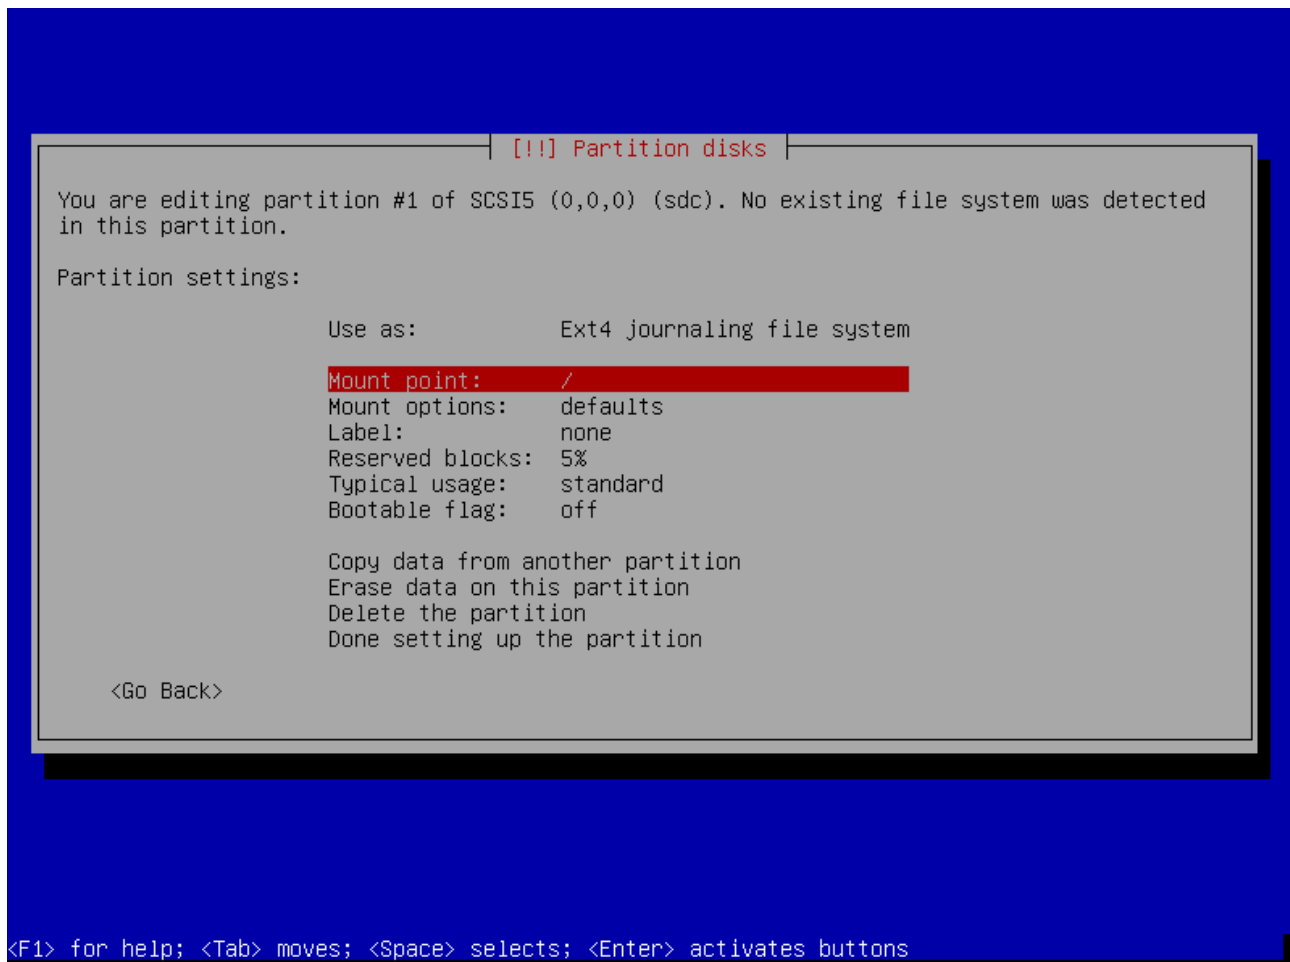 [!!] Partition disks
You are editing partition #1 of SCSI5 (0,0,0) (sdc). No existing file system was detected
in this partition.
Partition settings:
Use as: Ext4 journaling file system
Mount point: /
Mount options: defaults
Label: none
Reserved blocks: 5%
Typical usage: standard
Bootable flag: off
Copy data from another partition
Erase data on this partition
Delete the partition
Done setting up the partition
<Go Back>
<F1> for help; <Tab> moves; <Space> selects; <Enter> activates buttons